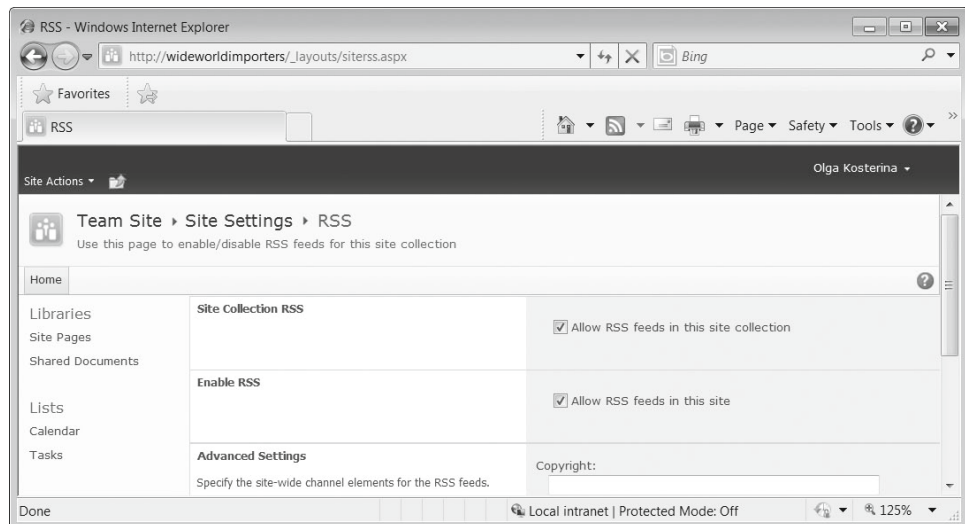 RSS - Windows Internet Explorer
http://wideworldimporters/_layouts/siterss.aspx
Bing
Favorites
RSS
Page Safety Tools
Olga Kosterina
Site Actions
Team Site Site Settings RSS
Use this page to enable/disable RSS feeds for this site collection
Home
Libraries
Site Pages
Shared Documents
Lists
Calendar
Tasks
Site Collection RSS
Allow RSS feeds in this site collection
Enable RSS
Allow RSS feeds in this site
Advanced Settings
Specify the site-wide channel elements for the RSS feeds.
Copyright:
Done
Local intranet | Protected Mode: Off
125%